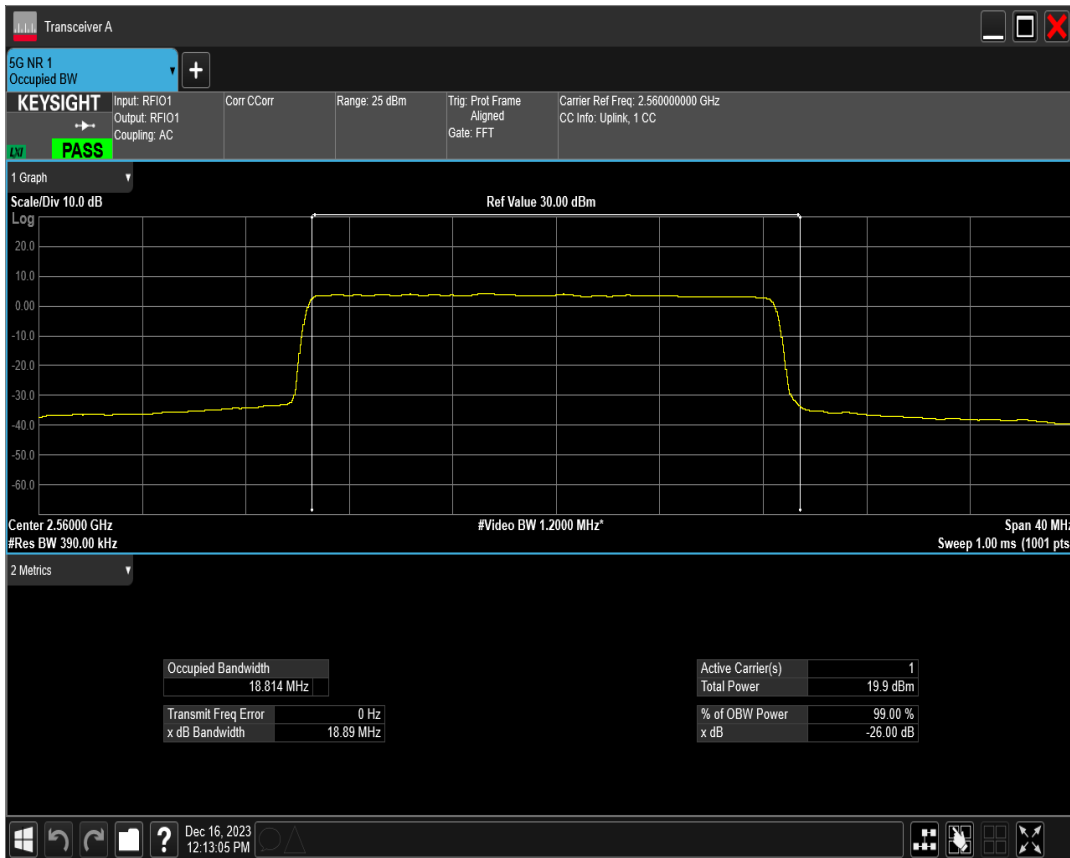 Transceiver A
5G NR 1
Occupied BW
+
KEYSIGHT
LXI
PASS
Input: RFIO1
Output: RFIO1
Coupling: AC
Corr CCorr
Range: 25 dBm
Trig: Prot Frame
Aligned
Gate: FFT
Carrier Ref Freq: 2.560000000 GHz
CC Info: Uplink, 1 CC
1 Graph
Scale/Div 10.0 dB
Ref Value 30.00 dBm
Log
20.0
10.0
0.00
-10.0
-20.0
-30.0
-40.0
-50.0
-60.0
Center 2.56000 GHz
#Video BW 1.2000 MHz*
Span 40 MHz
#Res BW 390.00 kHz
Sweep 1.00 ms (1001 pts
2 Metrics
Occupied Bandwidth
18.814 MHz
Transmit Freq Error 0 Hz
x dB Bandwidth 18.89 MHz
Active Carrier(s) 1
Total Power 19.9 dBm
% of OBW Power 99.00 %
x dB -26.00 dB
?
Dec 16, 2023
12:13:05 PM